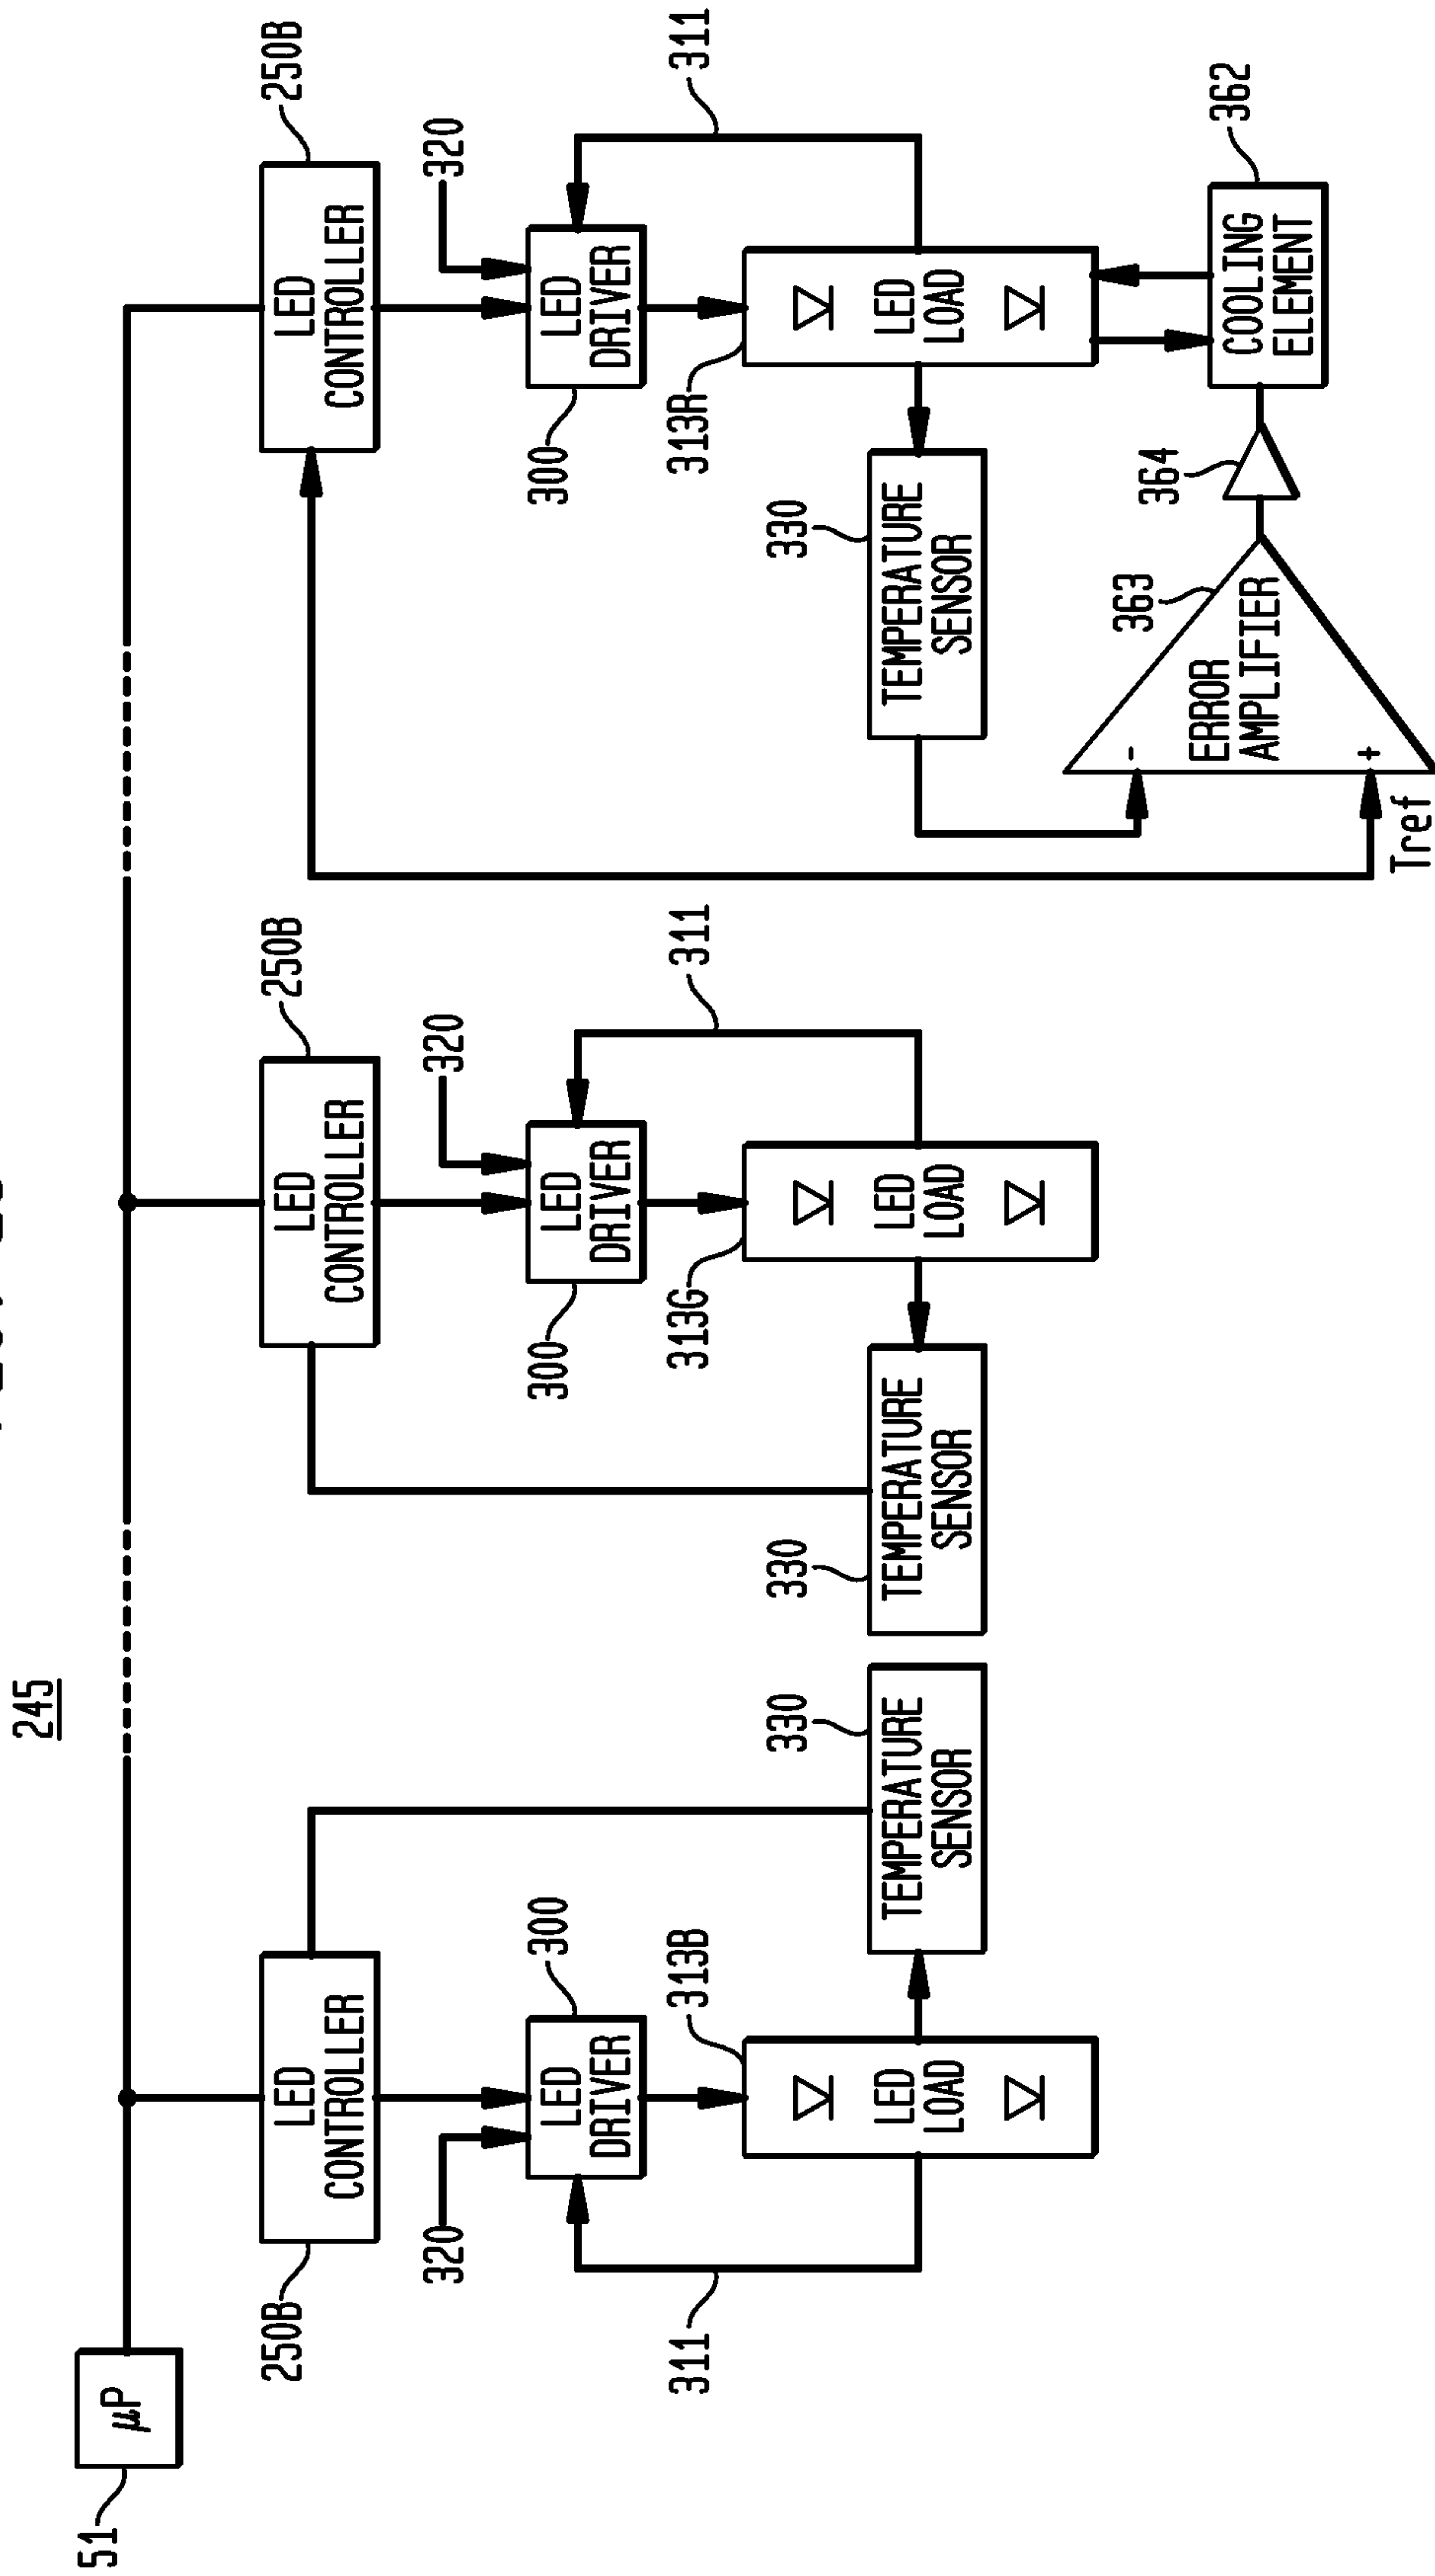 245
51
µP
250B
LED
CONTROLLER
320
LED
DRIVER
300
311
313B
LED
LOAD
330
TEMPERATURE
SENSOR
250B
LED
CONTROLLER
320
LED
DRIVER
300
311
313G
LED
LOAD
330
TEMPERATURE
SENSOR
250B
LED
CONTROLLER
320
LED
DRIVER
300
311
313R
LED
LOAD
330
TEMPERATURE
SENSOR
363
-
ERROR
AMPLIFIER
+
Tref
364
362
COOLING
ELEMENT